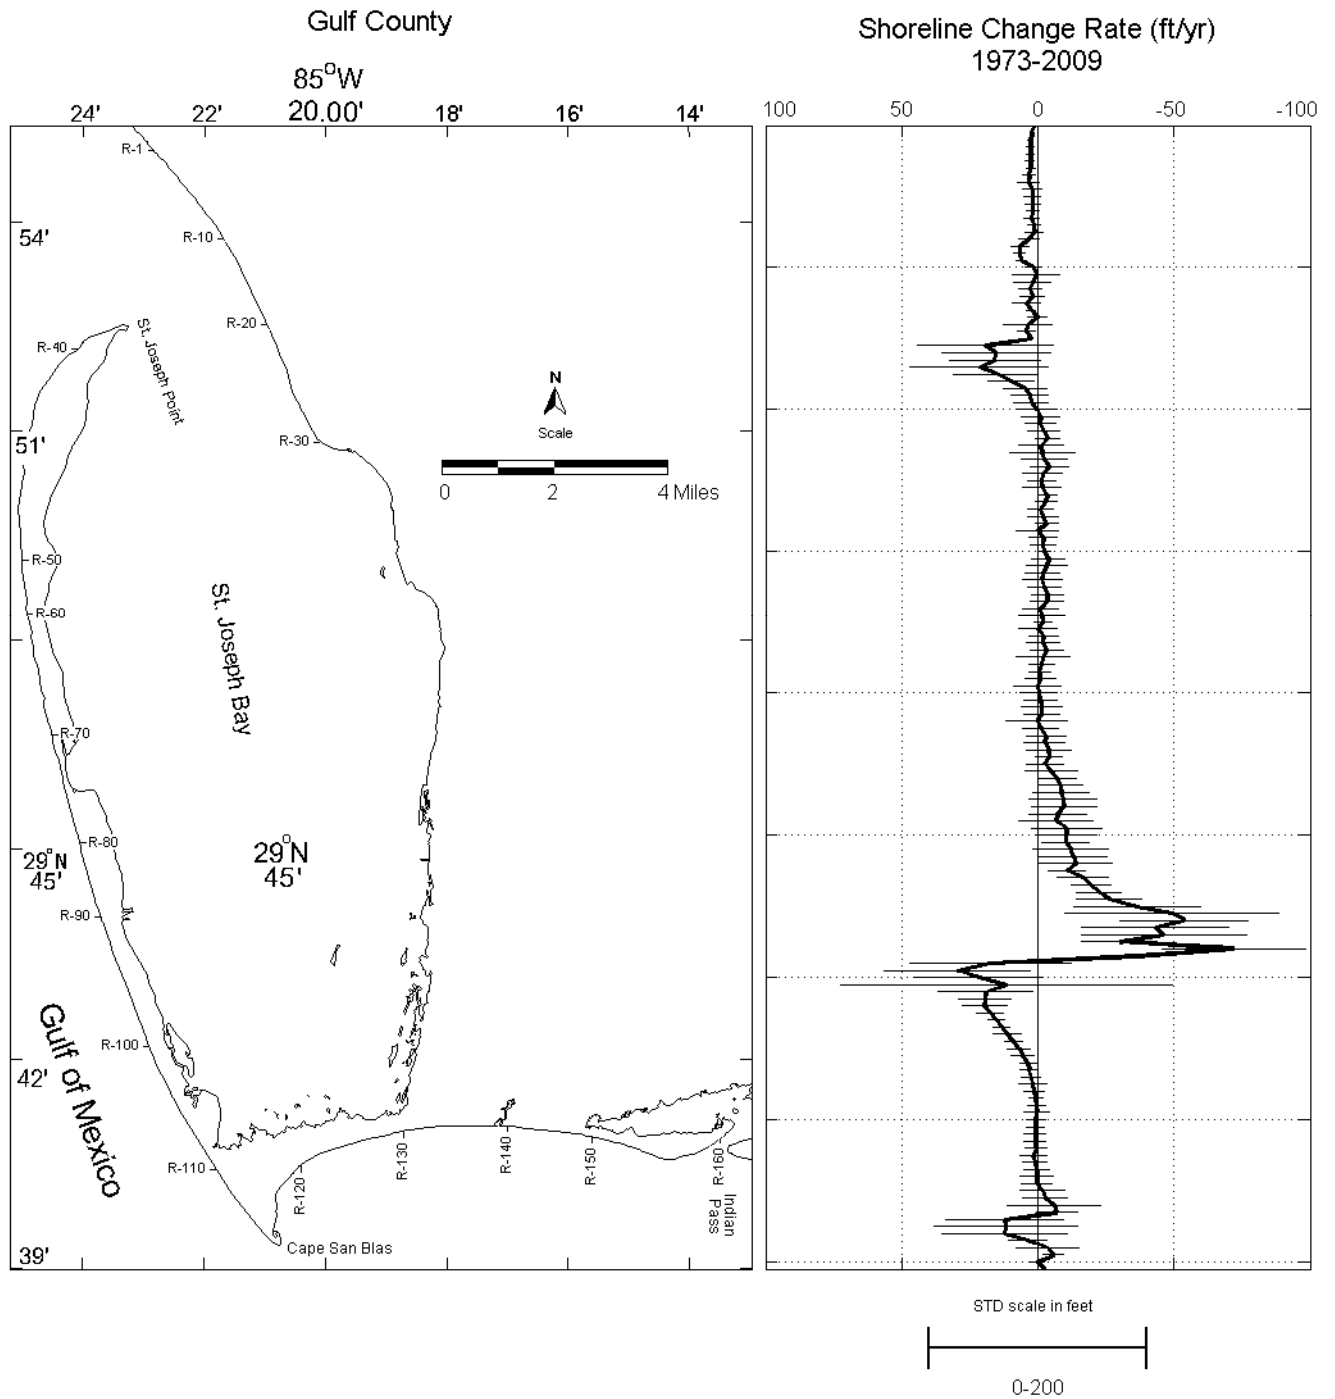 Gulf County
85°W
20.00'
24'
22'
18'
16'
14'
R-1
54'
R-10
R-20
R-40
St. Joseph Point
51'
R-30
N
Scale
0
2
4 Miles
R-50
R-60
St. Joseph Bay
R-70
R-80
29°N
45'
29°N
45'
R-90
Gulf of Mexico
R-100
42'
R-110
R-120
R-130
R-140
R-150
R-160
Indian
Pass
Cape San Blas
39'
Shoreline Change Rate (ft/yr)
1973-2009
100
50
0
-50
-100
STD scale in feet
0-200